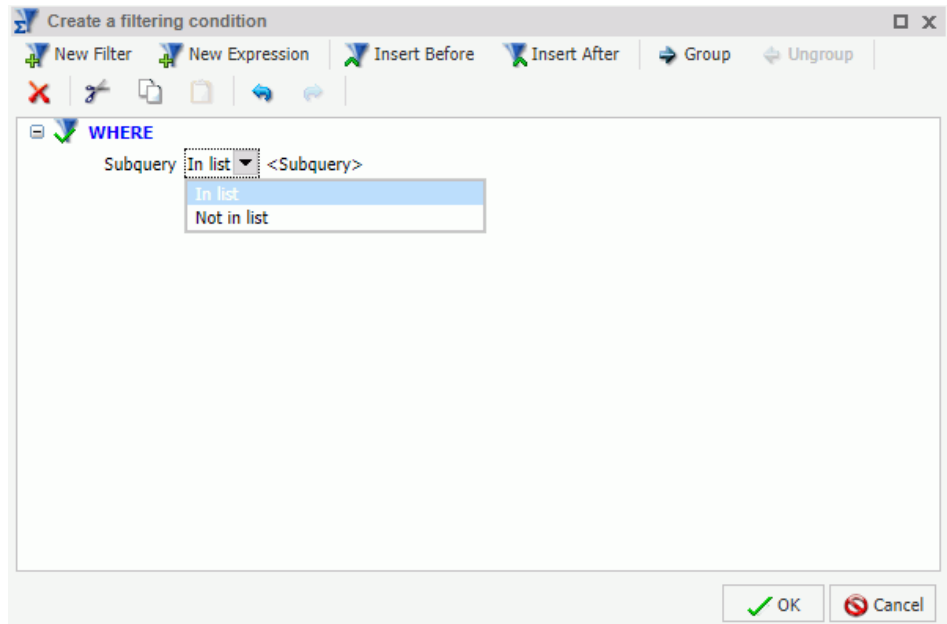 Create a filtering condition
New Filter New Expression Insert Before Insert After Group Ungroup
WHERE
Subquery In list <Subquery>
In list
Not in list
OK Cancel